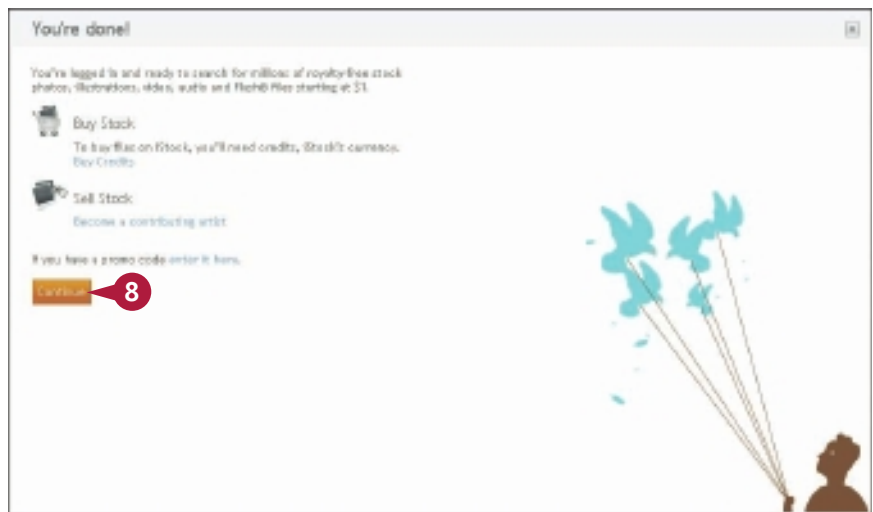 You're done!
You're logged in and ready to search for millions of royalty-free stock
photos, illustrations, video, audio and Flash® files starting at $1.
Buy Stock
To buy files on iStock, you'll need credits, iStock's currency.
Buy Credits
Sell Stock
Become a contributing artist
If you have a promo code enter it here.
Continue
8